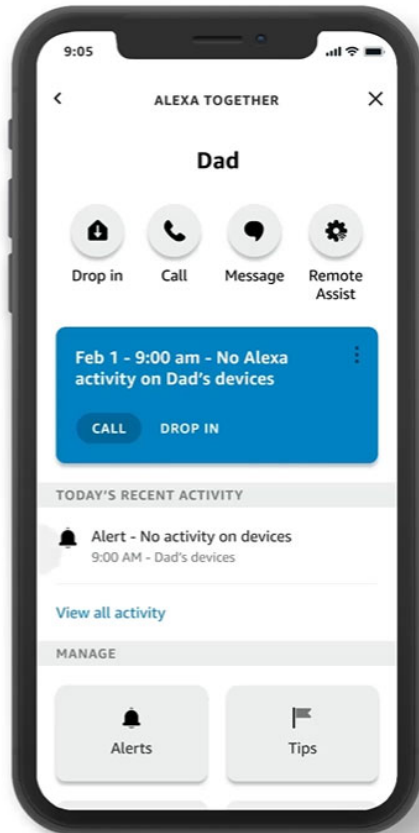 9:05
ALEXA TOGETHER
Dad
Drop in
Call
Message
Remote
Assist
Feb 1 - 9:00 am - No Alexa
activity on Dad's devices
CALL
DROP IN
TODAY'S RECENT ACTIVITY
Alert - No activity on devices
9:00 AM - Dad's devices
View all activity
MANAGE
Alerts
Tips